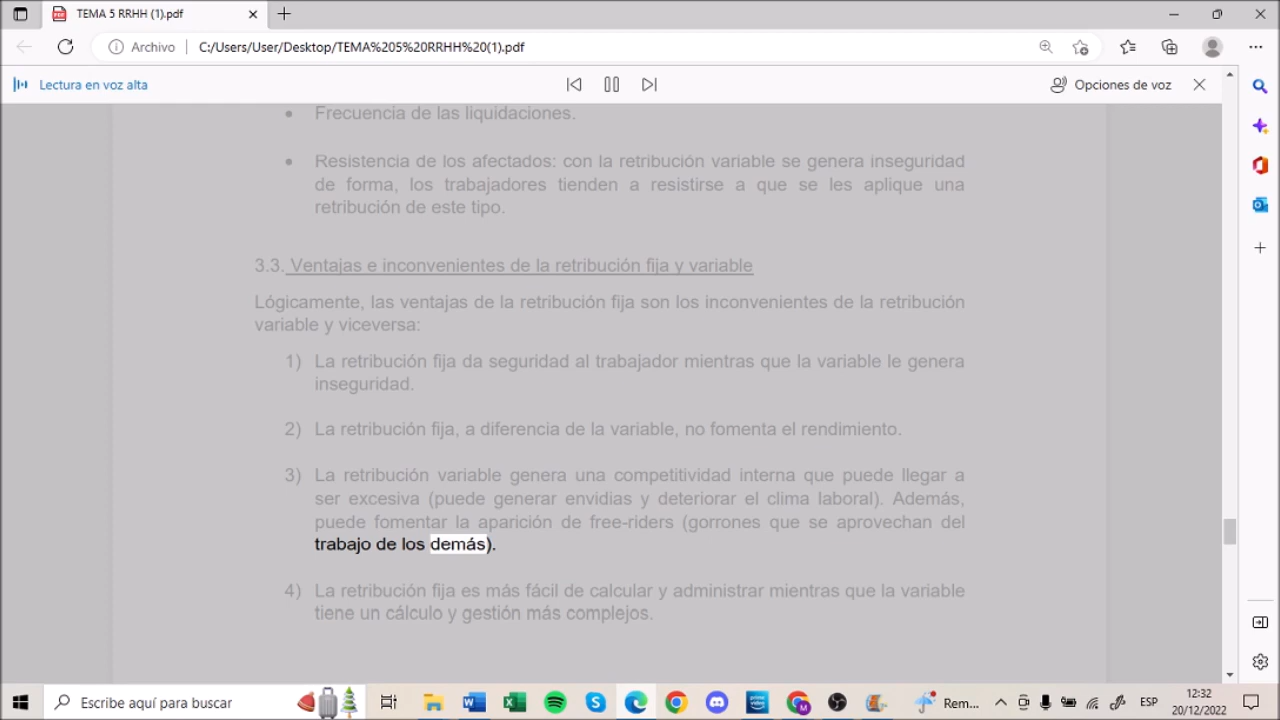 TEMA 5 RRHH (1).pdf
Archivo
C:/Users/User/Desktop/TEMA%205%20RRHH%20(1).pdf
Lectura en voz alta
Opciones de voz
• Frecuencia de las liquidaciones.
• Resistencia de los afectados: con la retribución variable se genera inseguridad
de forma, los trabajadores tienden a resistirse a que se les aplique una
retribución de este tipo.
3.3. Ventajas e inconvenientes de la retribución fija y variable
Lógicamente, las ventajas de la retribución fija son los inconvenientes de la retribución
variable y viceversa:
1) La retribución fija da seguridad al trabajador mientras que la variable le genera
inseguridad.
2) La retribución fija, a diferencia de la variable, no fomenta el rendimiento.
3) La retribución variable genera una competitividad interna que puede llegar a
ser excesiva (puede generar envidias y deteriorar el clima laboral). Además,
puede fomentar la aparición de free-riders (gorrones que se aprovechan del
trabajo de los demás).
4) La retribución fija es más fácil de calcular y administrar mientras que la variable
tiene un cálculo y gestión más complejos.
Escribe aquí para buscar
Rem...
ESP
12:32
20/12/2022